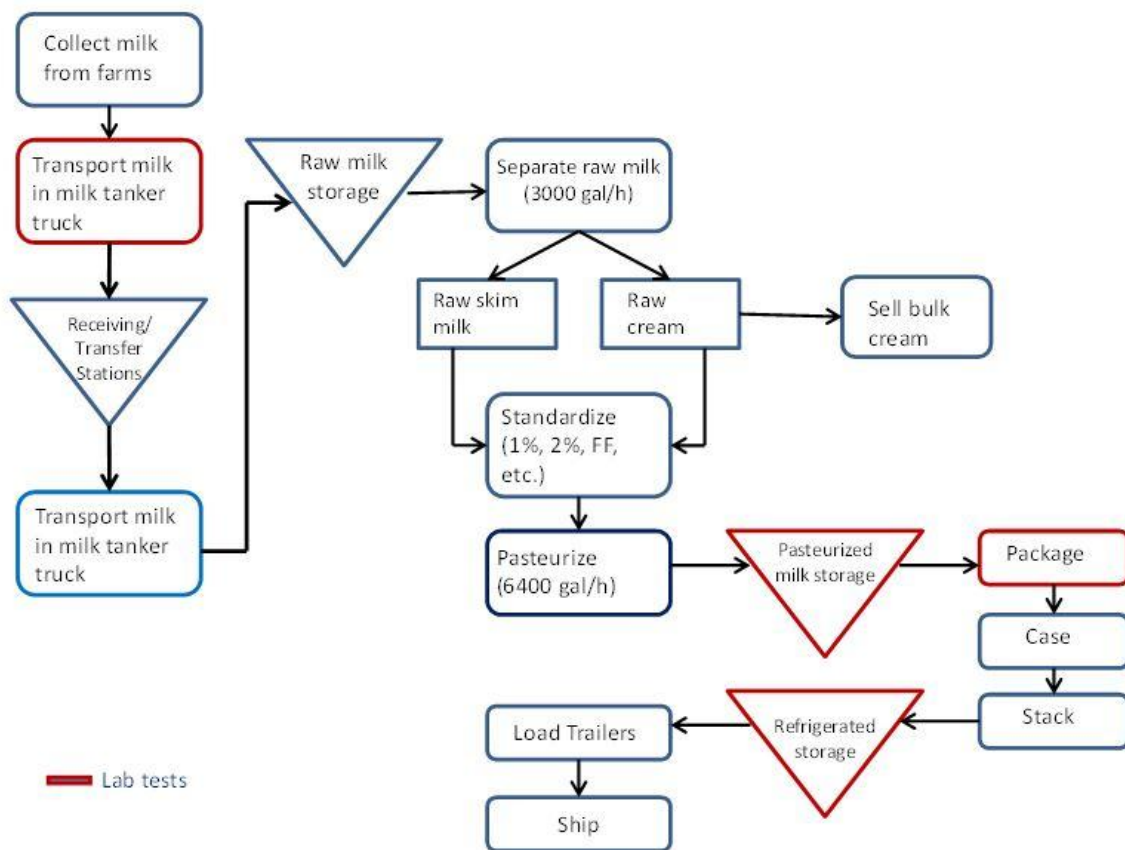 Collect milk
from farms
Transport milk
in milk tanker
truck
Receiving/
Transfer
Stations
Transport milk
in milk tanker
truck
Raw milk
storage
Separate raw milk
(3000 gal/h)
Raw skim
milk
Raw
cream
Sell bulk
cream
Standardize
(1%, 2%, FF,
etc.)
Pasteurize
(6400 gal/h)
Pasteurized
milk storage
Package
Case
Stack
Refrigerated
storage
Load Trailers
Ship
Lab tests